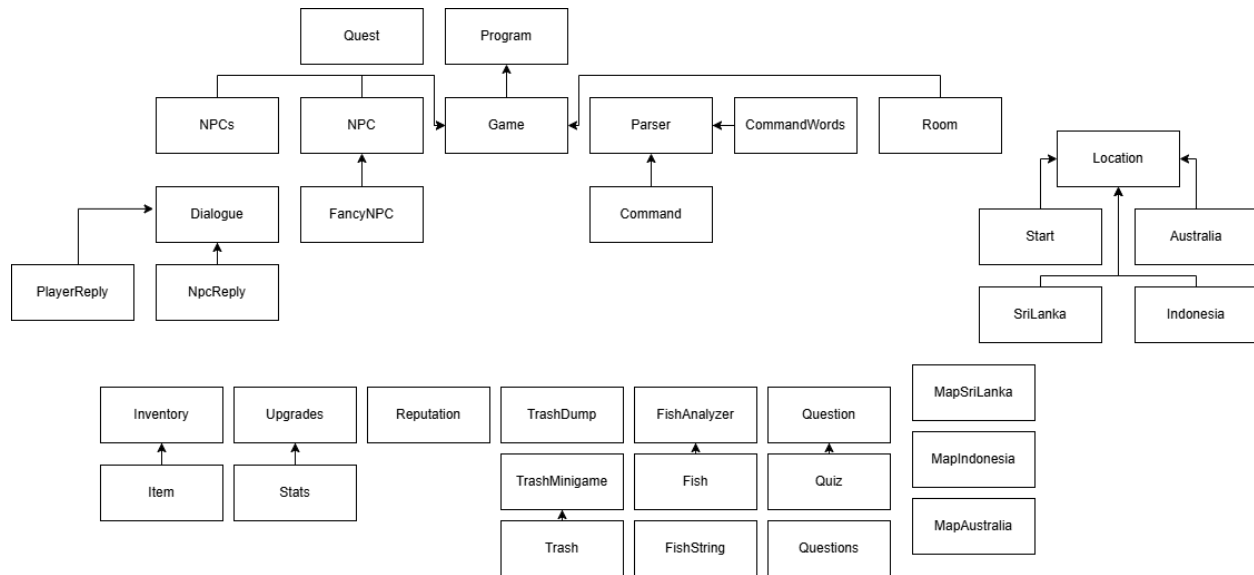 Quest
Program
NPCs
NPC
Game
Parser
CommandWords
Room
Location
Dialogue
FancyNPC
Command
Start
Australia
PlayerReply
NpcReply
SriLanka
Indonesia
Inventory
Upgrades
Reputation
TrashDump
FishAnalyzer
Question
MapSriLanka
MapIndonesia
Item
Stats
TrashMinigame
Fish
Quiz
MapAustralia
Trash
FishString
Questions